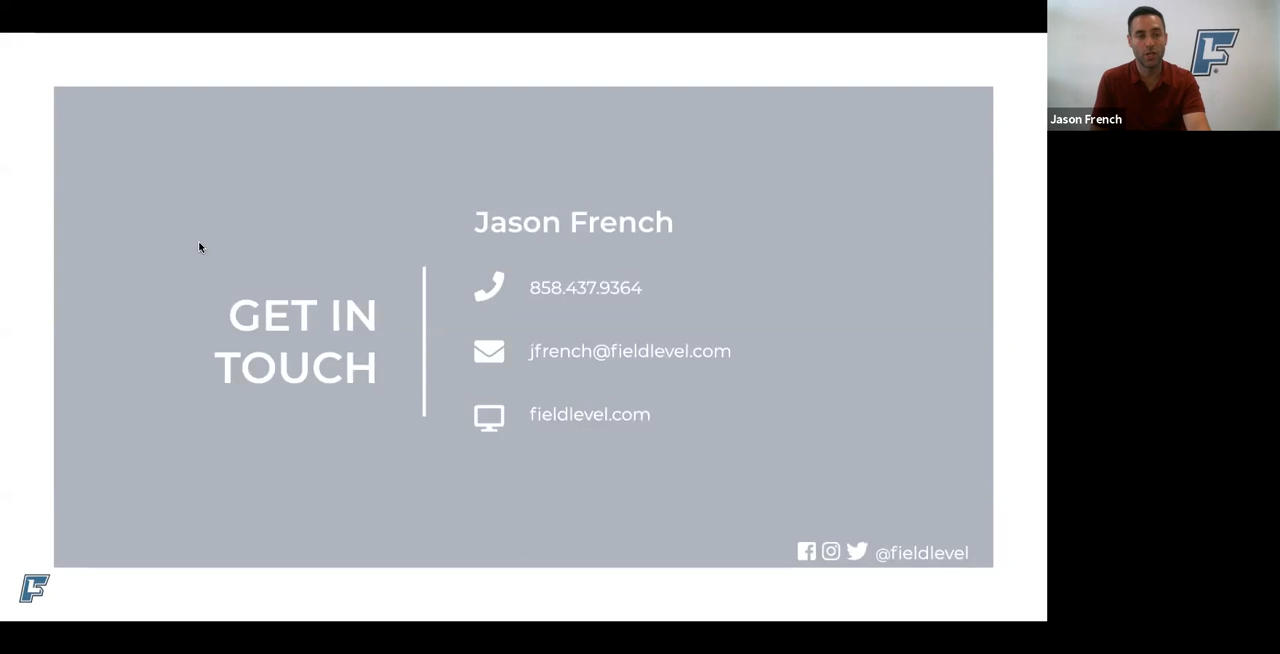 Jason French
GET IN
TOUCH
858.437.9364
jfrench@fieldlevel.com
fieldlevel.com
@fieldlevel
Jason French